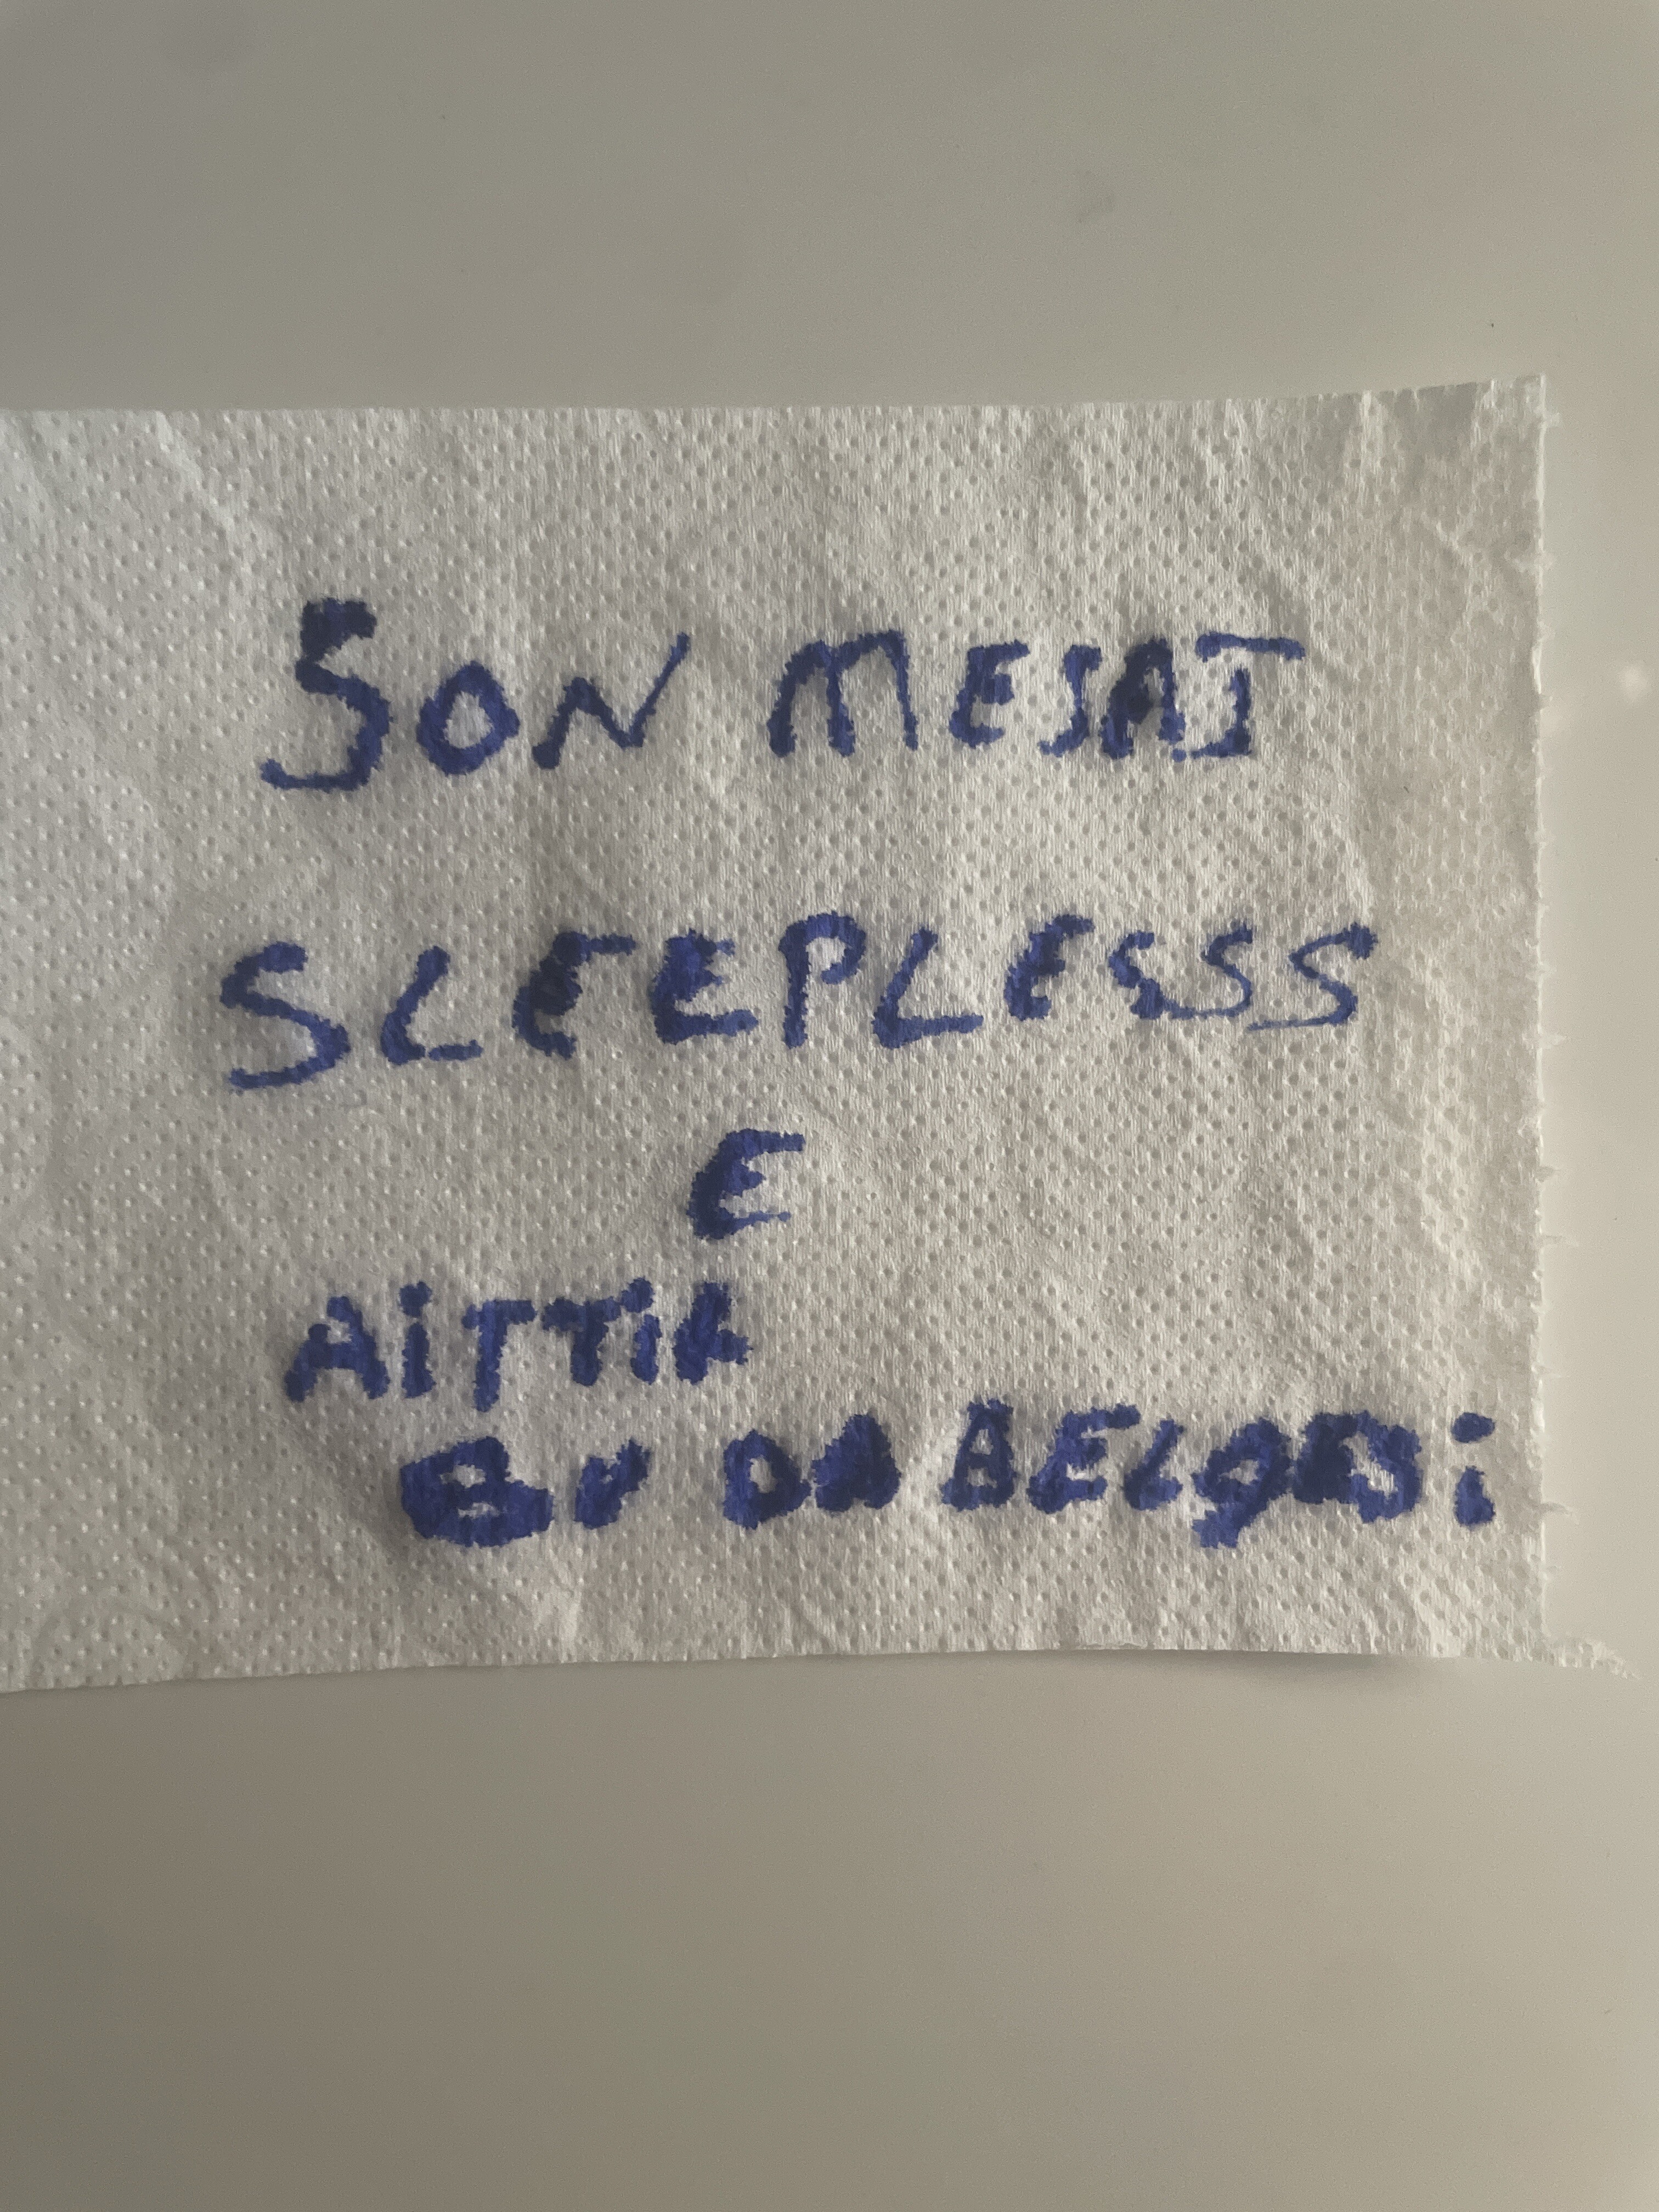 SON MESAJ
SLEEPLESSS
E
AİTTİR
BU DA BELGESİ